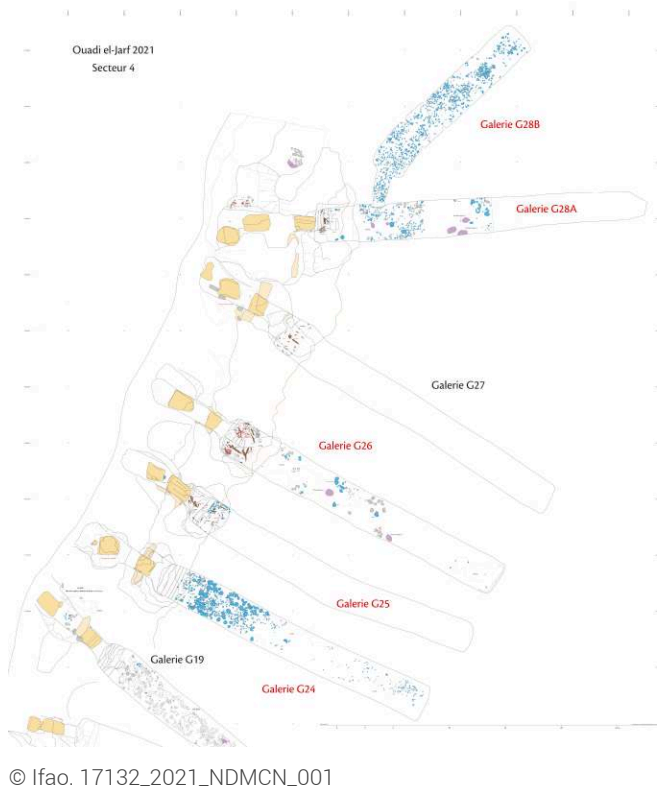 Ouadi el-Jarf 2021
Secteur 4
Galerie G28B
Galerie G28A
Galerie G27
Galerie G26
Galerie G25
Galerie G19
Galerie G24
© Ifao. 17132_2021_NDMCN_001